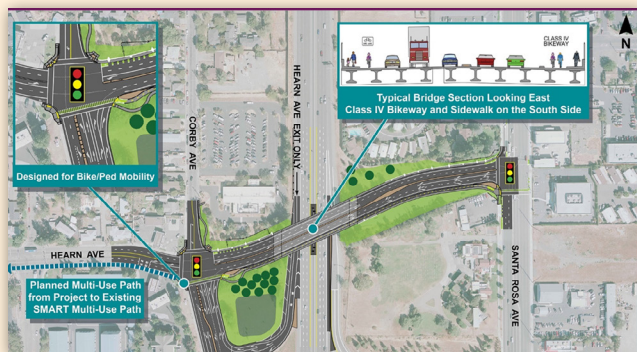 CLASS IV
BIKEWAY
N
Typical Bridge Section Looking East
Class IV Bikeway and Sidewalk on the South Side
Designed for Bike/Ped Mobility
CORBY AVE
HEARN AVE EXIT ONLY
HEARN AVE
SANTA ROSA AVE
Planned Multi-Use Path
from Project to Existing
SMART Multi-Use Path